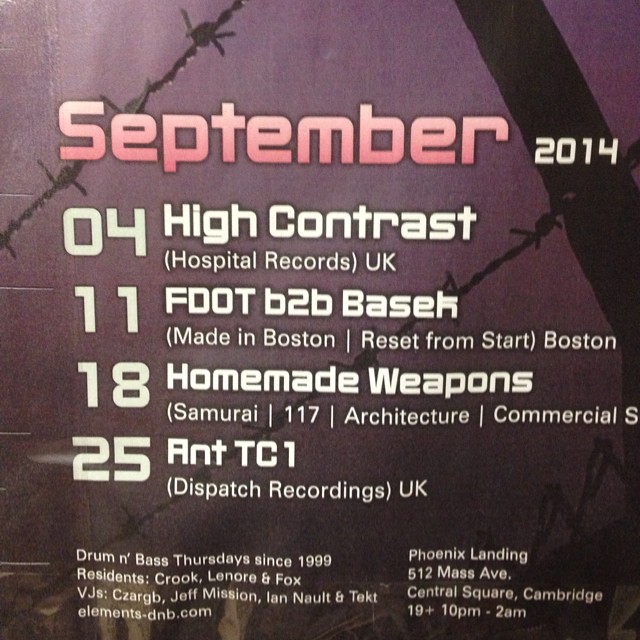 September 2014
04 High Contrast
(Hospital Records) UK
11 FDOT b2b Basek
(Made in Boston | Reset from Start) Boston
18 Homemade Weapons
(Samurai | 117 | Architecture | Commercial S
25 Ant TC1
(Dispatch Recordings) UK
Drum n' Bass Thursdays since 1999
Residents: Crook, Lenore & Fox
VJs: Czargb, Jeff Mission, Ian Nault & Tekt
elements-dnb.com
Phoenix Landing
512 Mass Ave.
Central Square, Cambridge
19+ 10pm - 2am